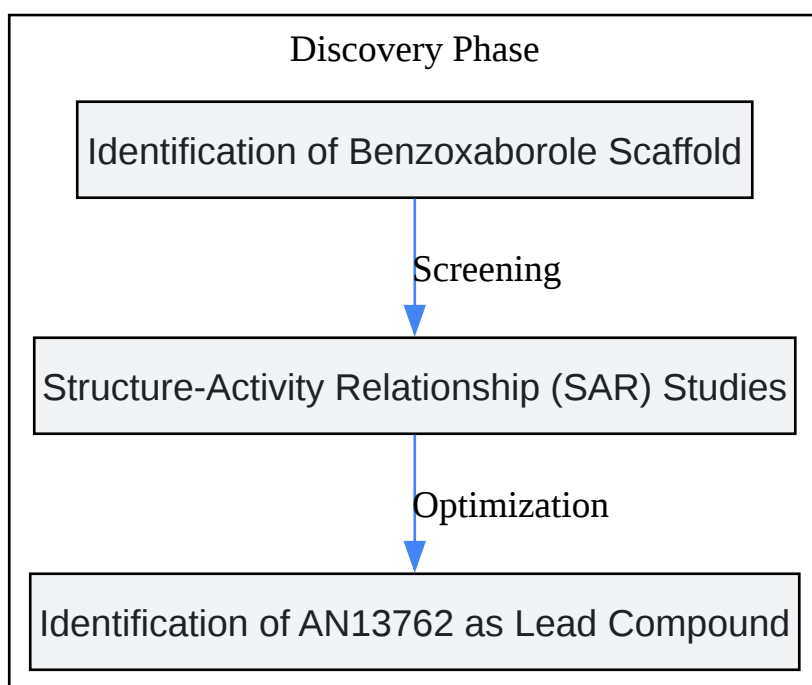 Discovery Phase
Identification of Benzoxaborole Scaffold
Screening
Structure-Activity Relationship (SAR) Studies
Optimization
Identification of AN13762 as Lead Compound